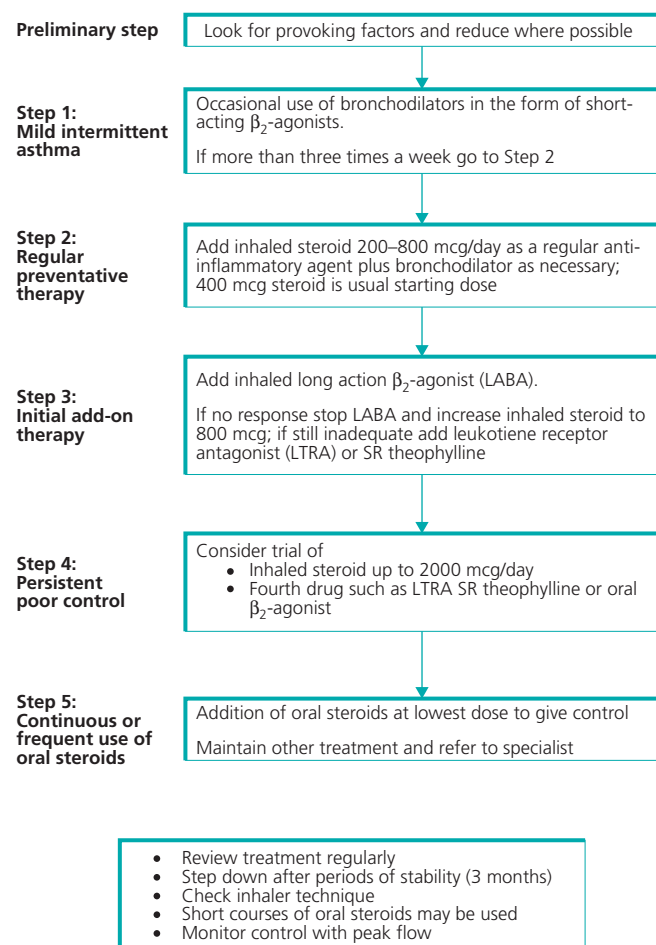 Preliminary step
Look for provoking factors and reduce where possible
Step 1:
Mild intermittent
asthma
Occasional use of bronchodilators in the form of short-
acting β₂-agonists.
If more than three times a week go to Step 2
Step 2:
Regular
preventative
therapy
Add inhaled steroid 200–800 mcg/day as a regular anti-
inflammatory agent plus bronchodilator as necessary;
400 mcg steroid is usual starting dose
Step 3:
Initial add-on
therapy
Add inhaled long action β₂-agonist (LABA).
If no response stop LABA and increase inhaled steroid to
800 mcg; if still inadequate add leukotiene receptor
antagonist (LTRA) or SR theophylline
Step 4:
Persistent
poor control
Consider trial of
• Inhaled steroid up to 2000 mcg/day
• Fourth drug such as LTRA SR theophylline or oral
β₂-agonist
Step 5:
Continuous or
frequent use of
oral steroids
Addition of oral steroids at lowest dose to give control
Maintain other treatment and refer to specialist
• Review treatment regularly
• Step down after periods of stability (3 months)
• Check inhaler technique
• Short courses of oral steroids may be used
• Monitor control with peak flow